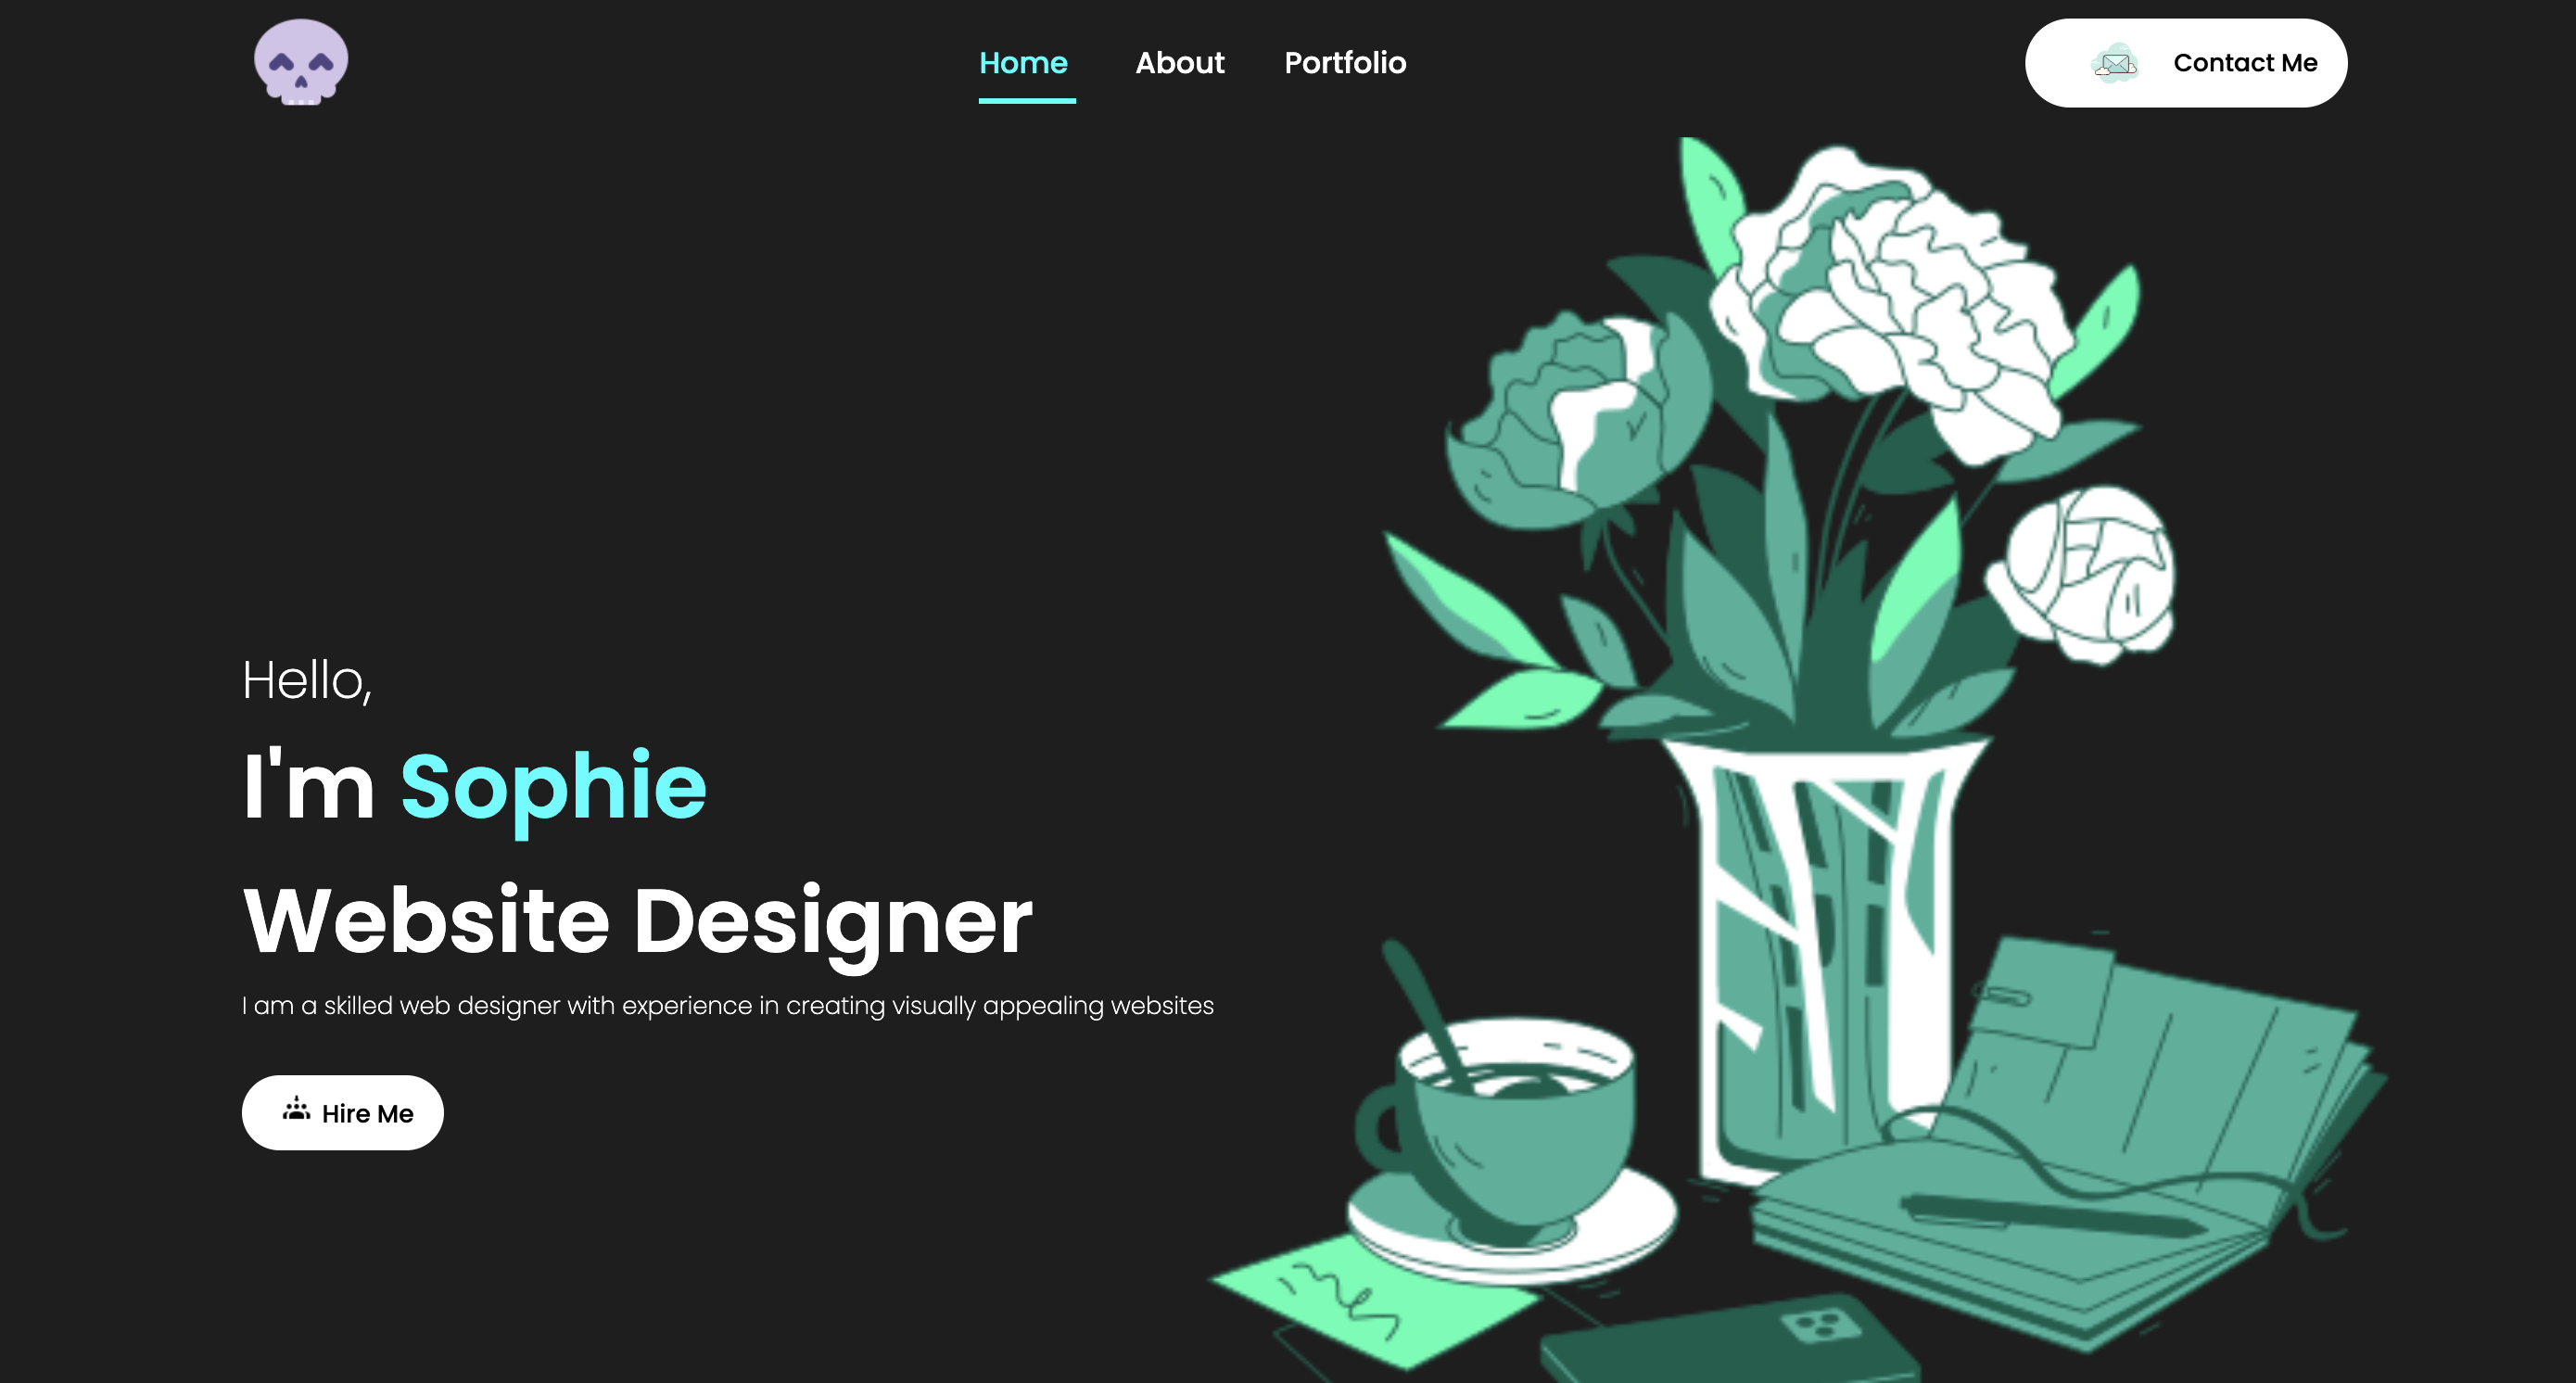 Home
About
Portfolio
Contact Me
Hello,
I'm Sophie
Website Designer
I am a skilled web designer with experience in creating visually appealing websites
Hire Me